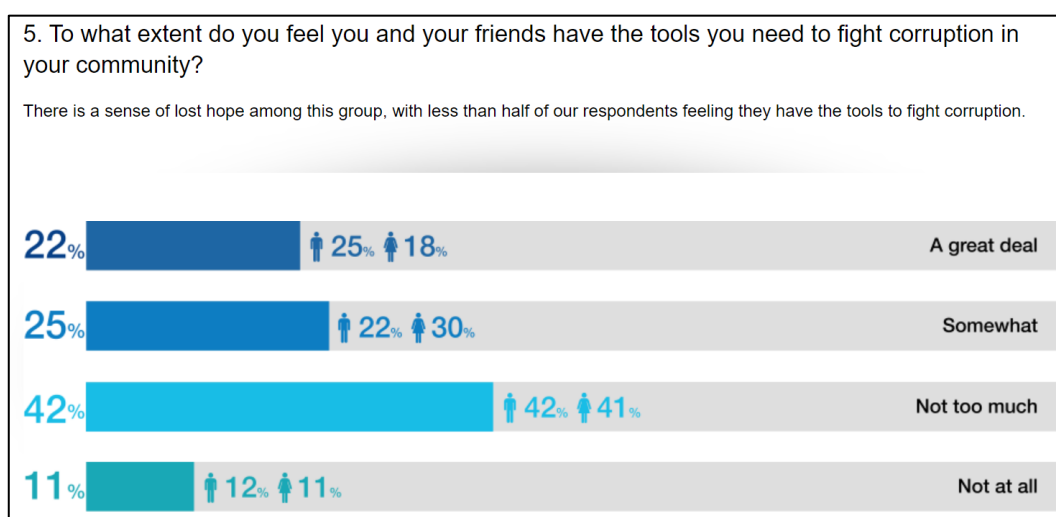 5. To what extent do you feel you and your friends have the tools you need to fight corruption in
your community?
There is a sense of lost hope among this group, with less than half of our respondents feeling they have the tools to fight corruption.
22% 25% 18% A great deal
25% 22% 30% Somewhat
42% 42% 41% Not too much
11% 12% 11% Not at all